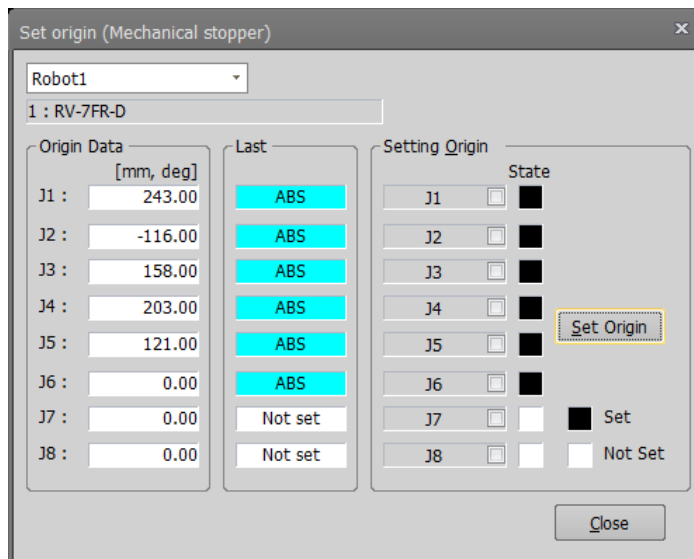 Set origin (Mechanical stopper)
x
Robot1
1 : RV-7FR-D
Origin Data
Last
Setting Origin
[mm, deg]
State
J1 : 243.00 ABS J1
J2 : -116.00 ABS J2
J3 : 158.00 ABS J3
J4 : 203.00 ABS J4
Set Origin
J5 : 121.00 ABS J5
J6 : 0.00 ABS J6
J7 : 0.00 Not set J7 Set
J8 : 0.00 Not set J8 Not Set
Close